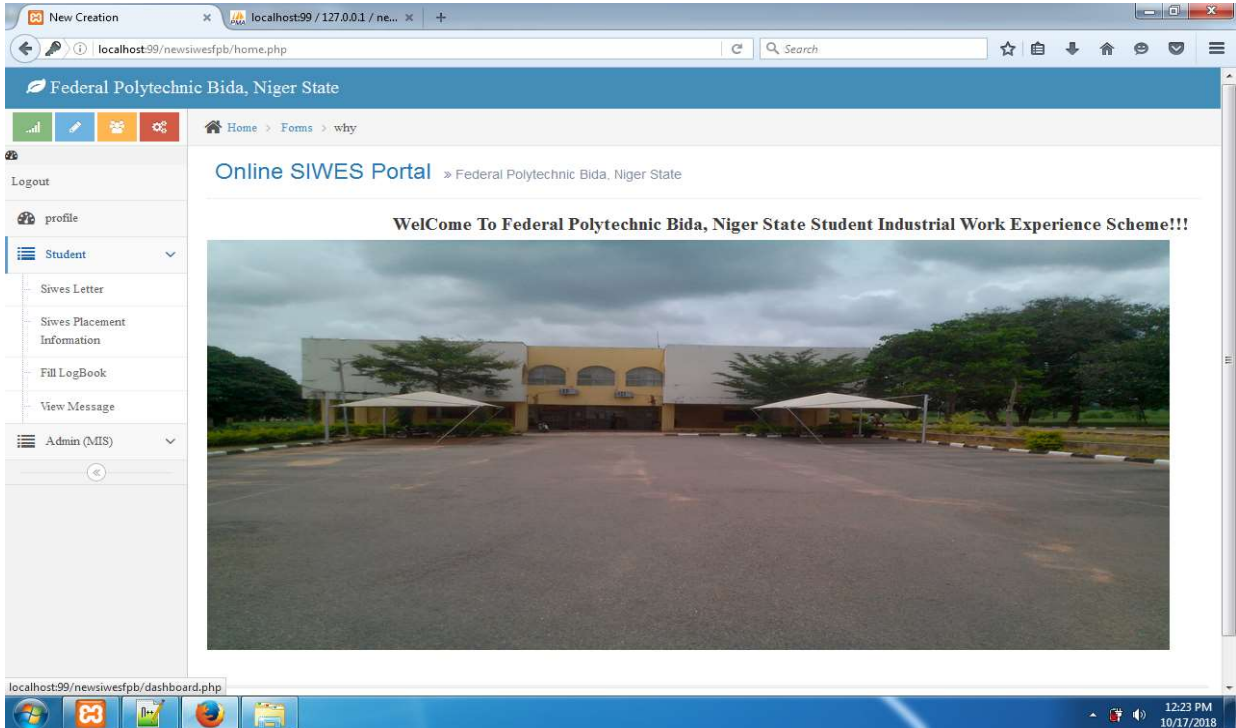 New Creation
localhost:99 / 127.0.0.1 / ne...
localhost:99/newsiwesfpb/home.php
Search
Federal Polytechnic Bida, Niger State
Home > Forms > why
Logout
Online SIWES Portal » Federal Polytechnic Bida, Niger State
profile
WelCome To Federal Polytechnic Bida, Niger State Student Industrial Work Experience Scheme!!!
Student
Siwes Letter
Siwes Placement
Information
Fill LogBook
View Message
Admin (MIS)
localhost:99/newsiwesfpb/dashboard.php
12:23 PM
10/17/2018